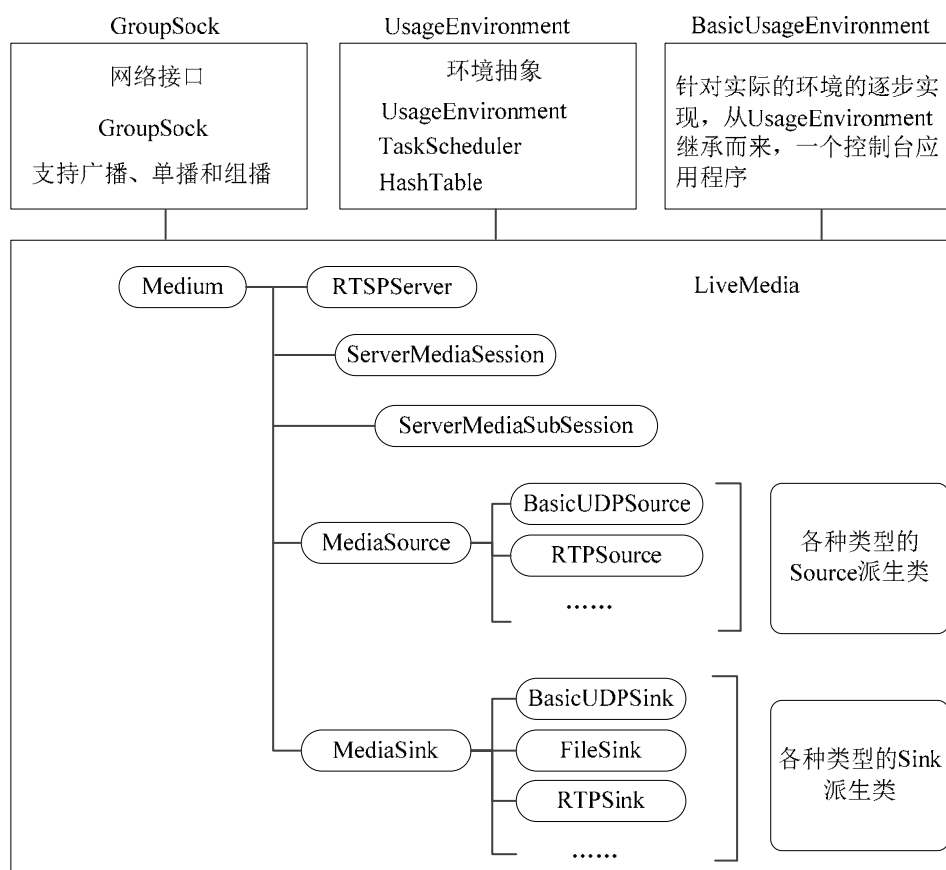 GroupSock
UsageEnvironment
BasicUsageEnvironment
网络接口
GroupSock
支持广播、单播和组播
环境抽象
UsageEnvironment
TaskScheduler
HashTable
针对实际的环境的逐步实
现，从UsageEnvironment
继承而来，一个控制台应
用程序
LiveMedia
Medium
RTSPServer
ServerMediaSession
ServerMediaSubSession
MediaSource
BasicUDPSource
RTPSource
......
各种类型的
Source派生类
MediaSink
BasicUDPSink
FileSink
RTPSink
......
各种类型的Sink
派生类